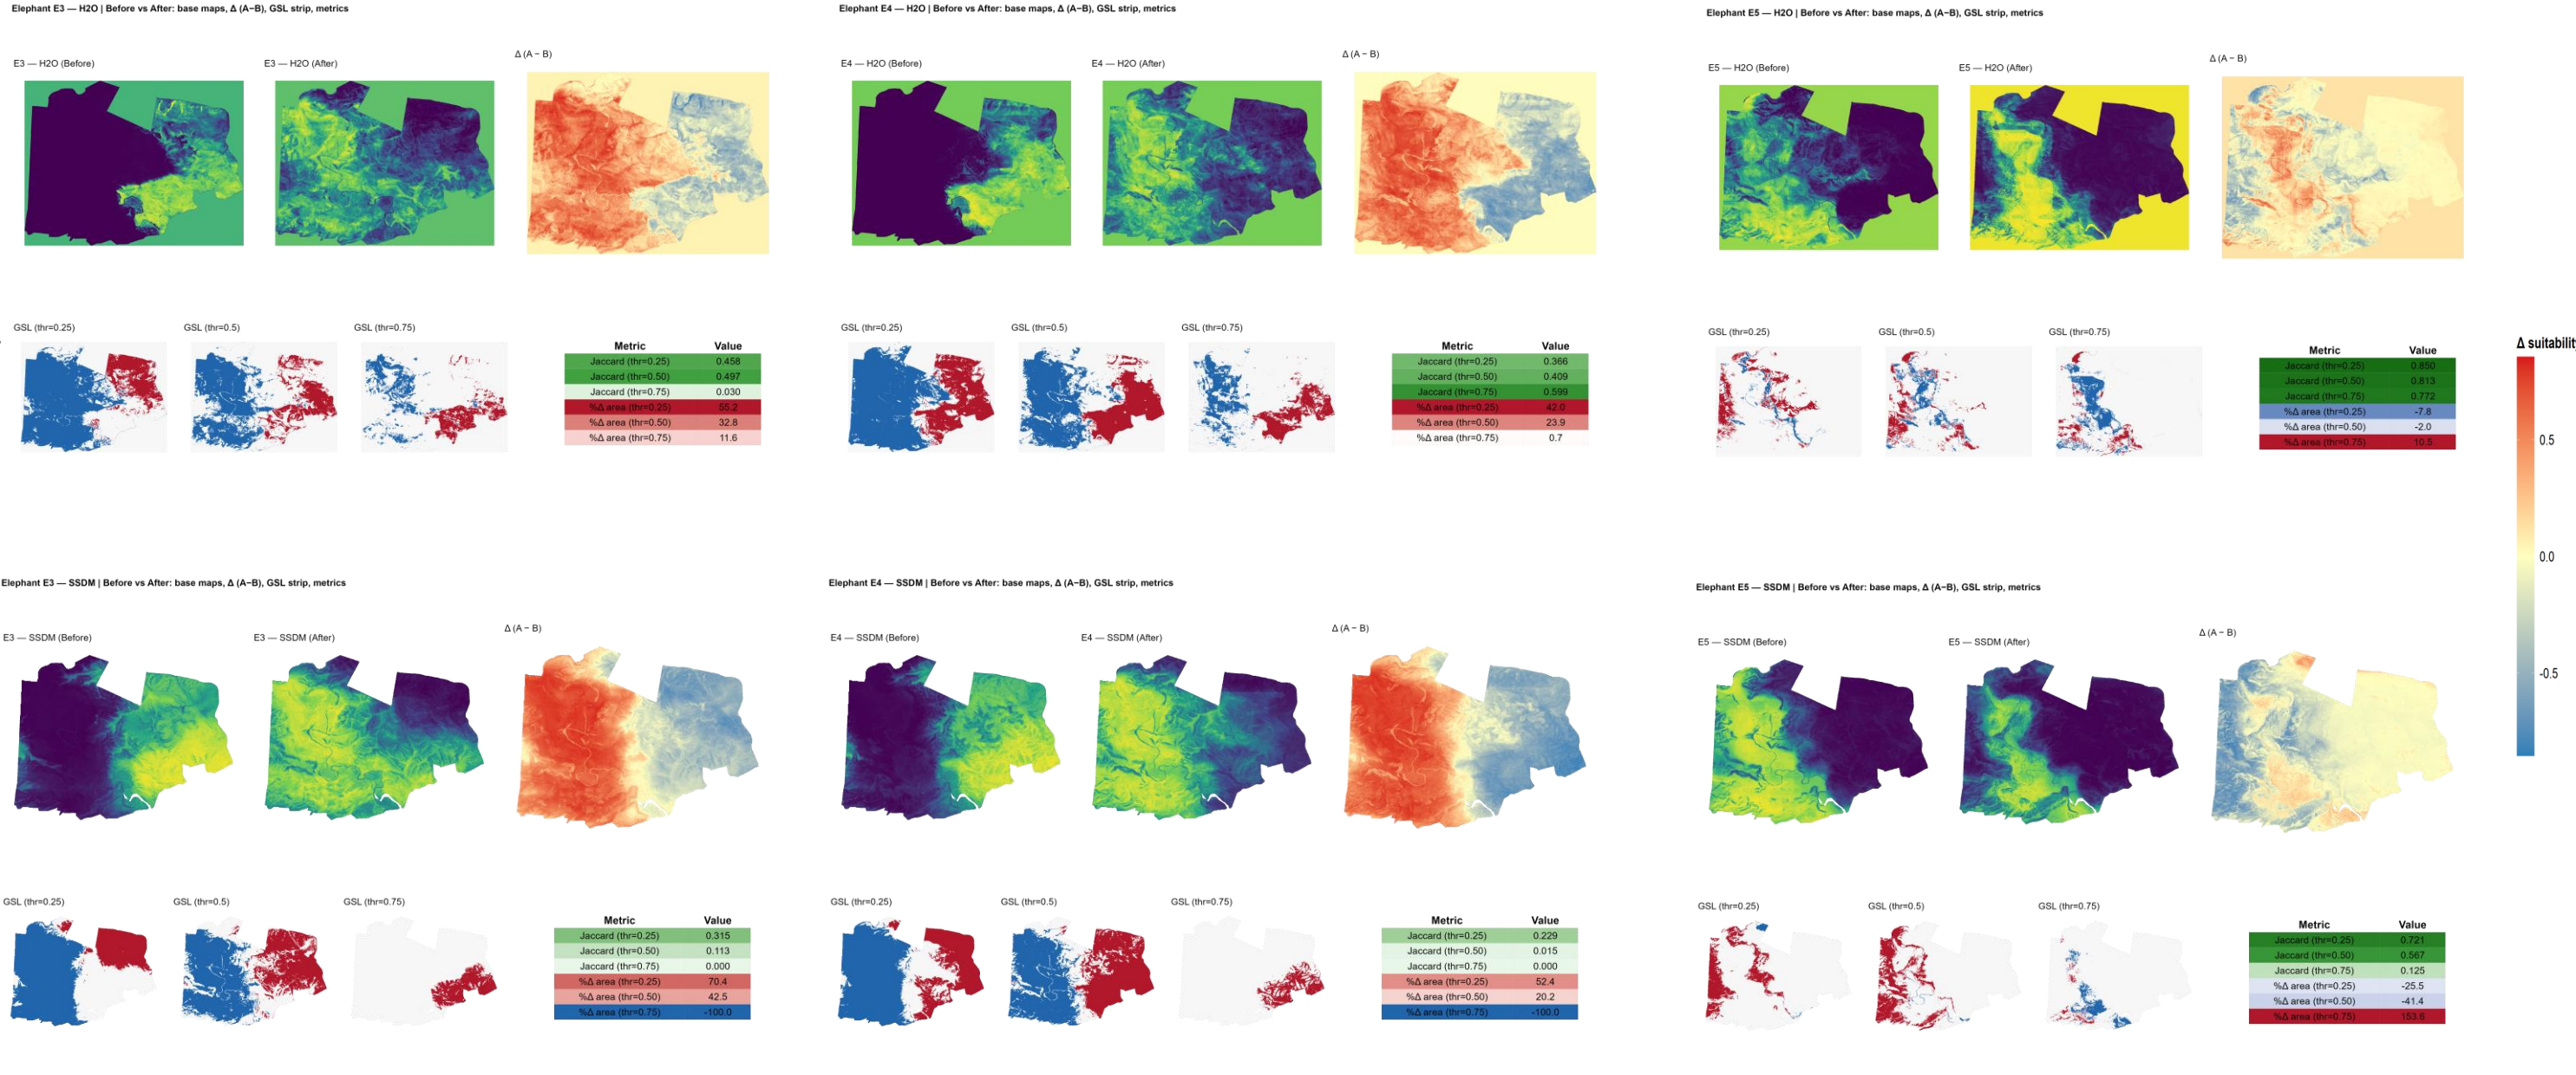 Elephant E3 — H2O | Before vs After: base maps, Δ (A−B), GSL strip, metrics
E3 — H2O (Before)
E3 — H2O (After)
Δ (A − B)
GSL (thr=0.25)
GSL (thr=0.5)
GSL (thr=0.75)
Metric Value
Jaccard (thr=0.25) 0.458
Jaccard (thr=0.50) 0.497
Jaccard (thr=0.75) 0.030
%Δ area (thr=0.25) 55.2
%Δ area (thr=0.50) 32.8
%Δ area (thr=0.75) 11.6
Elephant E4 — H2O | Before vs After: base maps, Δ (A−B), GSL strip, metrics
E4 — H2O (Before)
E4 — H2O (After)
Δ (A − B)
GSL (thr=0.25)
GSL (thr=0.5)
GSL (thr=0.75)
Metric Value
Jaccard (thr=0.25) 0.366
Jaccard (thr=0.50) 0.409
Jaccard (thr=0.75) 0.599
%Δ area (thr=0.25) 42.0
%Δ area (thr=0.50) 23.9
%Δ area (thr=0.75) 0.7
Elephant E5 — H2O | Before vs After: base maps, Δ (A−B), GSL strip, metrics
E5 — H2O (Before)
E5 — H2O (After)
Δ (A − B)
GSL (thr=0.25)
GSL (thr=0.5)
GSL (thr=0.75)
Metric Value
Jaccard (thr=0.25) 0.850
Jaccard (thr=0.50) 0.813
Jaccard (thr=0.75) 0.772
%Δ area (thr=0.25) -7.8
%Δ area (thr=0.50) -2.0
%Δ area (thr=0.75) 10.5
Δ suitabilit
0.5
0.0
-0.5
Elephant E3 — SSDM | Before vs After: base maps, Δ (A−B), GSL strip, metrics
E3 — SSDM (Before)
E3 — SSDM (After)
Δ (A − B)
GSL (thr=0.25)
GSL (thr=0.5)
GSL (thr=0.75)
Metric Value
Jaccard (thr=0.25) 0.315
Jaccard (thr=0.50) 0.113
Jaccard (thr=0.75) 0.000
%Δ area (thr=0.25) 70.4
%Δ area (thr=0.50) 42.5
%Δ area (thr=0.75) -100.0
Elephant E4 — SSDM | Before vs After: base maps, Δ (A−B), GSL strip, metrics
E4 — SSDM (Before)
E4 — SSDM (After)
Δ (A − B)
GSL (thr=0.25)
GSL (thr=0.5)
GSL (thr=0.75)
Metric Value
Jaccard (thr=0.25) 0.229
Jaccard (thr=0.50) 0.015
Jaccard (thr=0.75) 0.000
%Δ area (thr=0.25) 52.4
%Δ area (thr=0.50) 20.2
%Δ area (thr=0.75) -100.0
Elephant E5 — SSDM | Before vs After: base maps, Δ (A−B), GSL strip, metrics
E5 — SSDM (Before)
E5 — SSDM (After)
Δ (A − B)
GSL (thr=0.25)
GSL (thr=0.5)
GSL (thr=0.75)
Metric Value
Jaccard (thr=0.25) 0.721
Jaccard (thr=0.50) 0.567
Jaccard (thr=0.75) 0.125
%Δ area (thr=0.25) -25.5
%Δ area (thr=0.50) -41.4
%Δ area (thr=0.75) 153.6